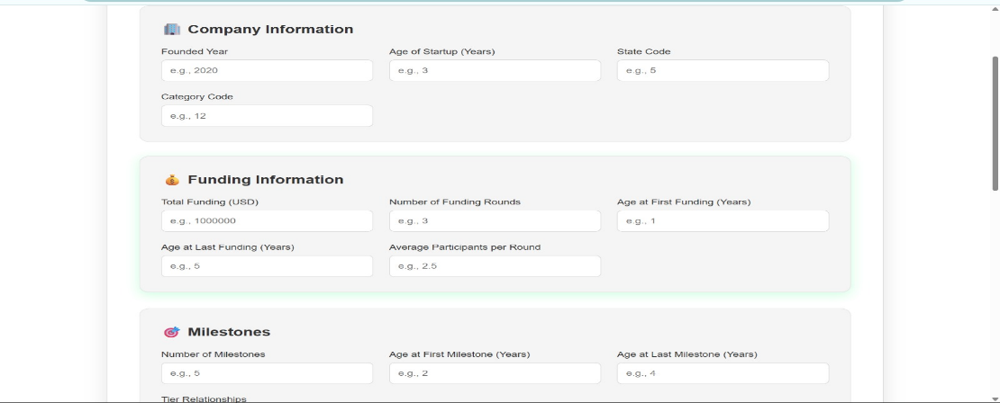 Company Information
Founded Year Age of Startup (Years) State Code
e.g., 2020 e.g., 3 e.g., 5
Category Code
e.g., 12
Funding Information
Total Funding (USD) Number of Funding Rounds Age at First Funding (Years)
e.g., 1000000 e.g., 3 e.g., 1
Age at Last Funding (Years) Average Participants per Round
e.g., 5 e.g., 2.5
Milestones
Number of Milestones Age at First Milestone (Years) Age at Last Milestone (Years)
e.g., 5 e.g., 2 e.g., 4
Tier Relationships